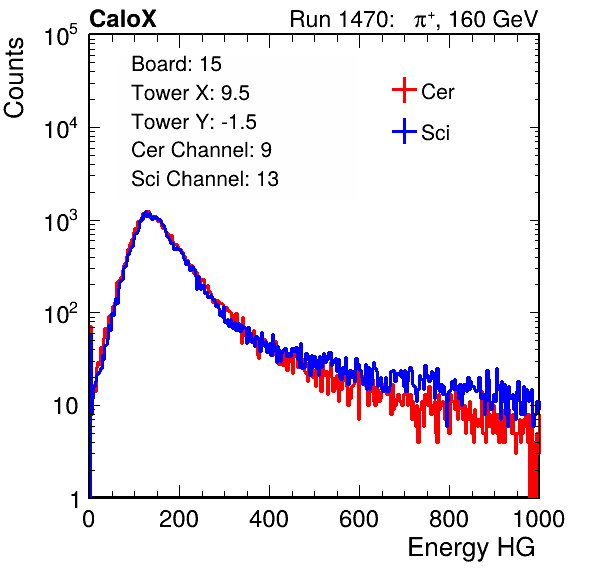 CaloX Run 1470: π⁺, 160 GeV
Counts
10⁵
10⁴
10³
10²
10
1
Board: 15
Tower X: 9.5
Tower Y: -1.5
Cer Channel: 9
Sci Channel: 13
Cer
Sci
0 200 400 600 800 1000
Energy HG